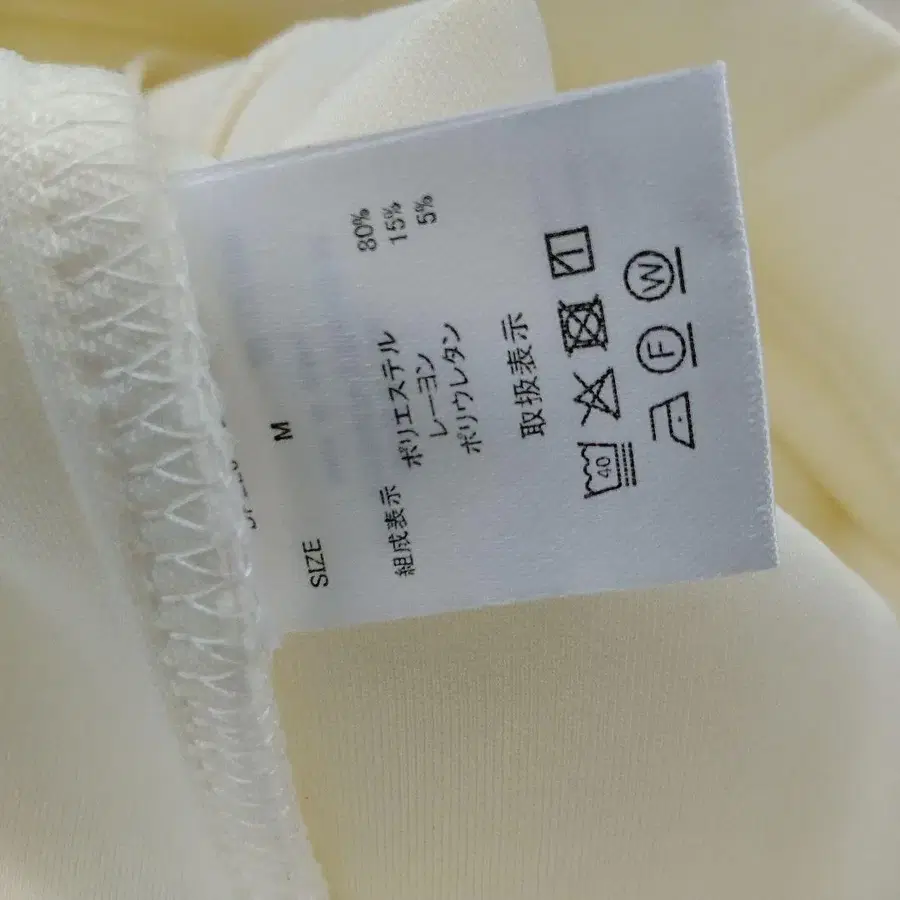 SIZE M
組成表示 ポリエステル 80%
レーヨン 15%
ポリウレタン 5%
取扱表示
40
F W